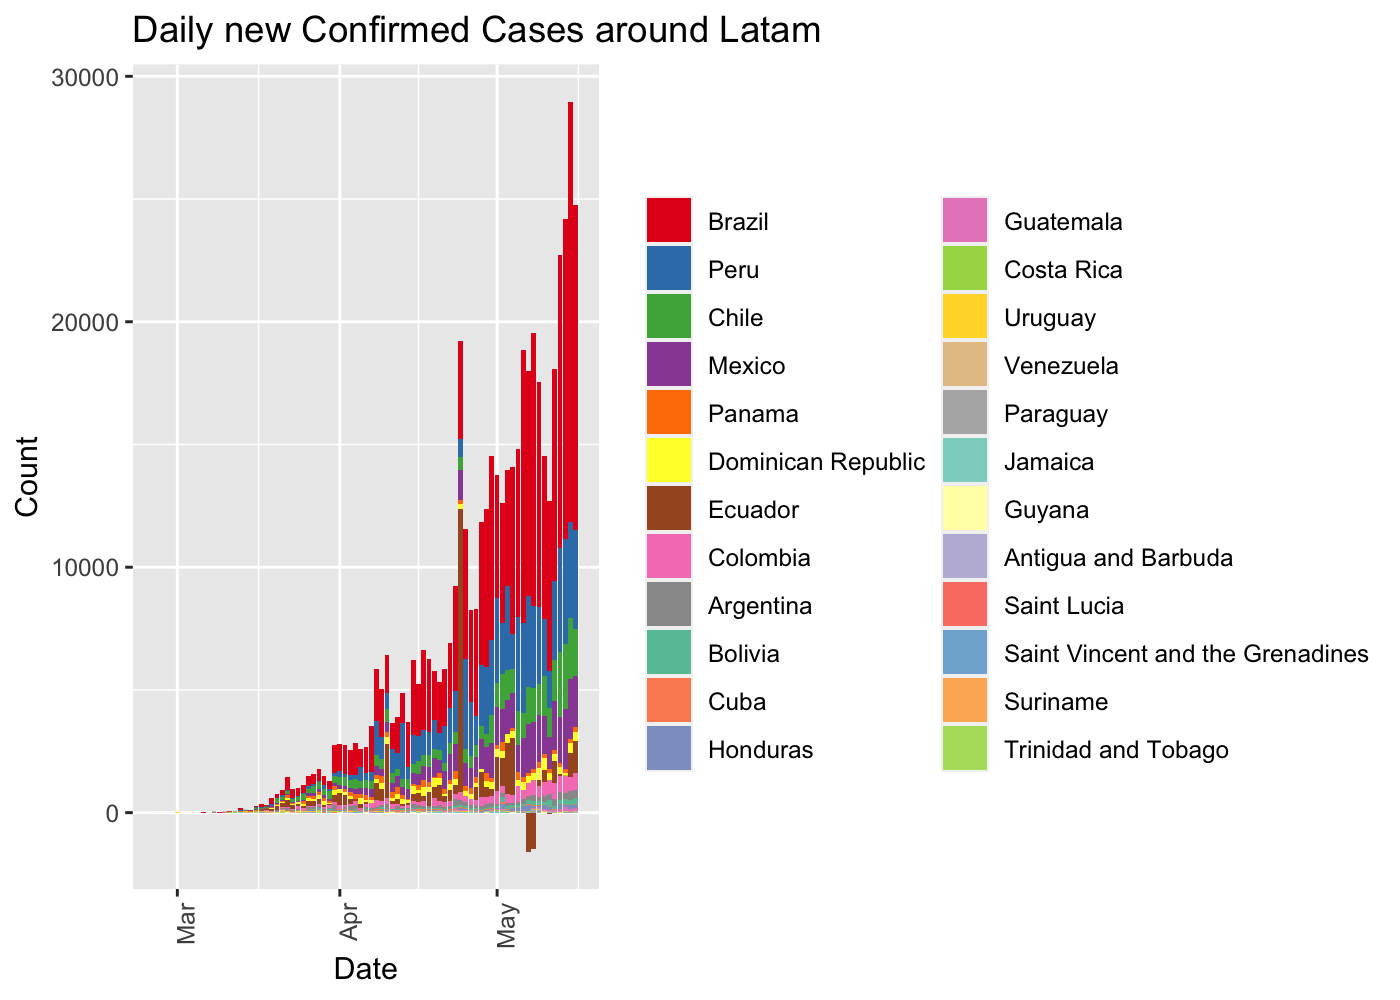 Daily new Confirmed Cases around Latam
30000
20000
10000
0
Count
Mar
Apr
May
Date
Brazil
Peru
Chile
Mexico
Panama
Dominican Republic
Ecuador
Colombia
Argentina
Bolivia
Cuba
Honduras
Guatemala
Costa Rica
Uruguay
Venezuela
Paraguay
Jamaica
Guyana
Antigua and Barbuda
Saint Lucia
Saint Vincent and the Grenadines
Suriname
Trinidad and Tobago